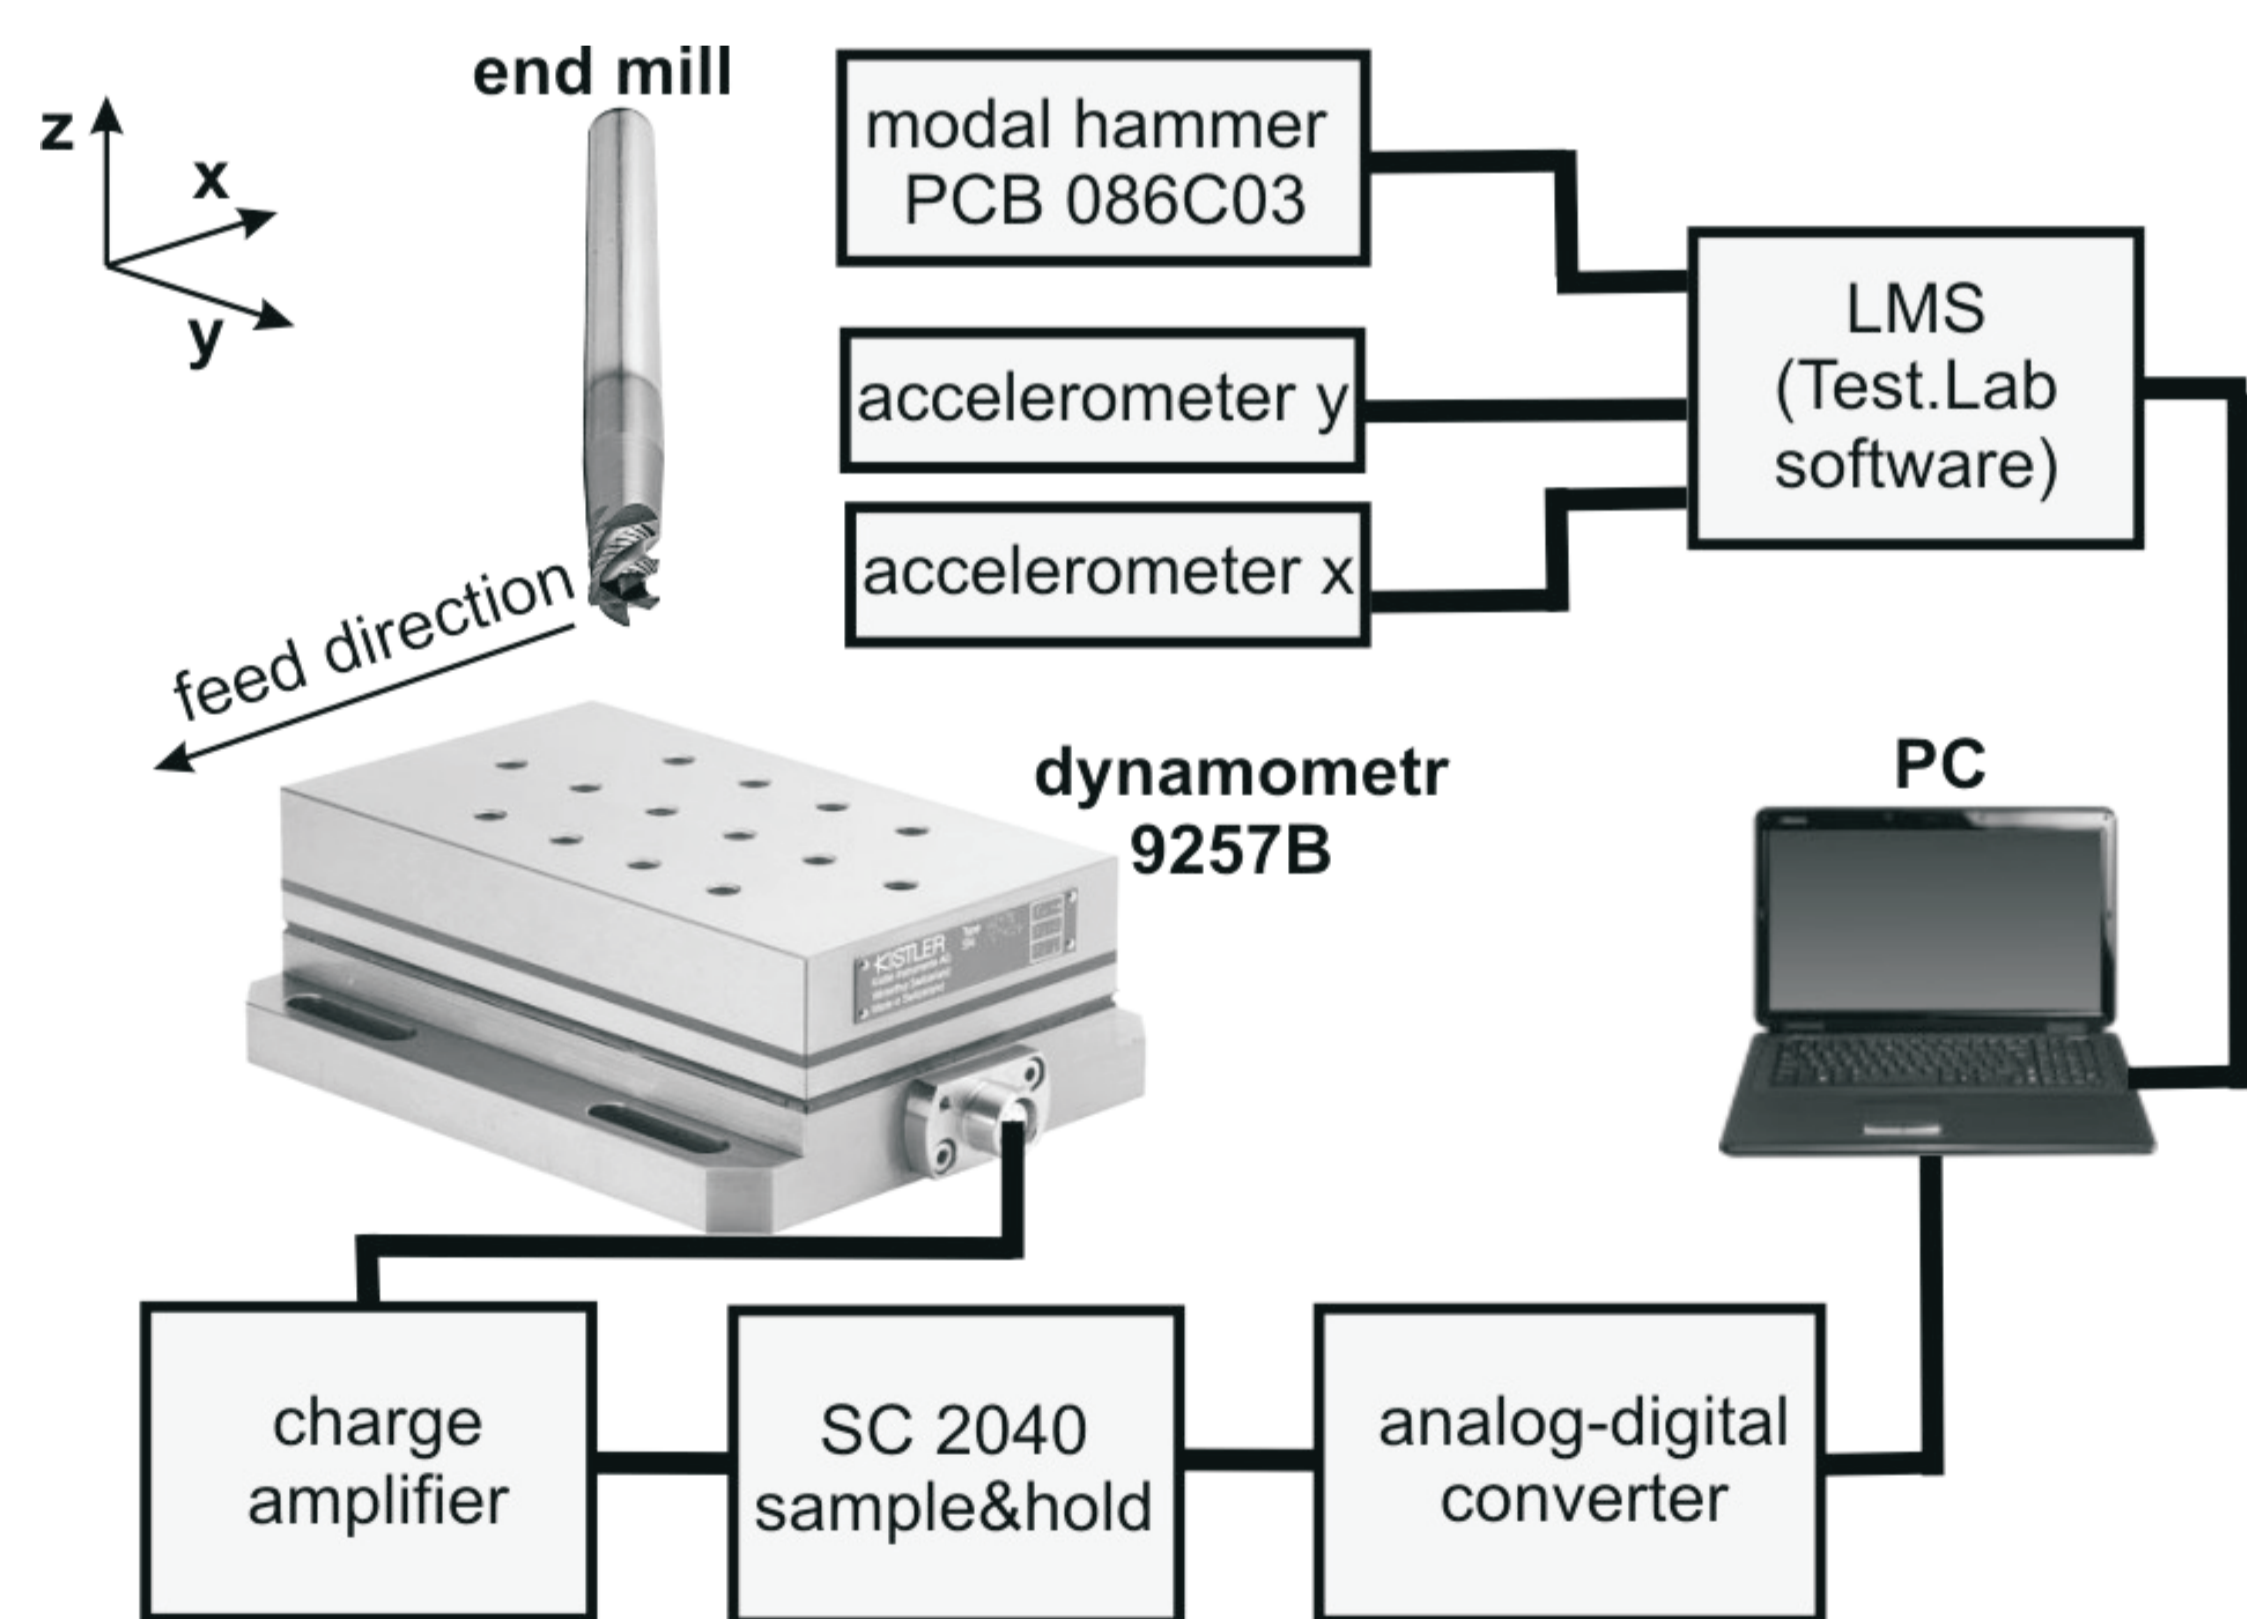 end mill
z
x
y
modal hammer
PCB 086C03
accelerometer y
accelerometer x
LMS
(Test.Lab
software)
feed direction
dynamometr
9257B
KISTLER
PC
charge
amplifier
SC 2040
sample&hold
analog-digital
converter